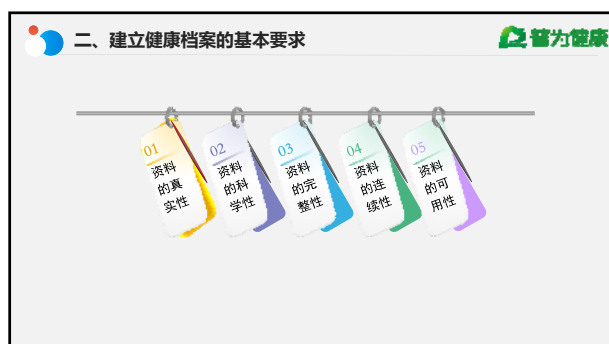 二、建立健康档案的基本要求
普为健康
01
资料
的真
实性
02
资料
的科
学性
03
资料
的完
整性
04
资料
的连
续性
05
资料
的可
用性